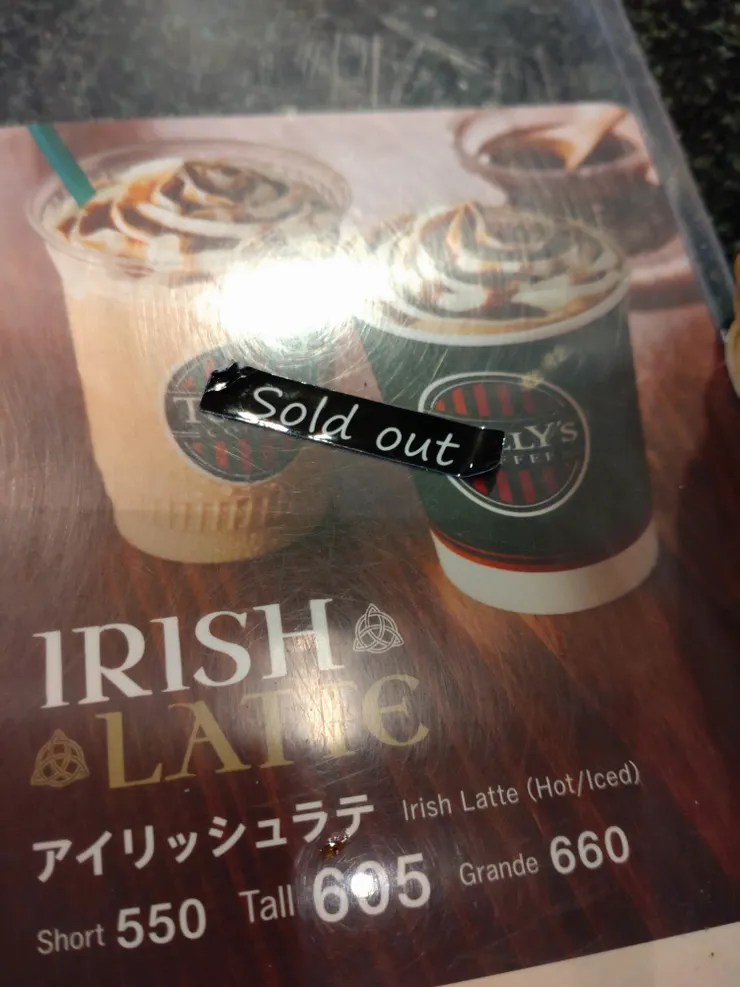 Sold out
LLY'S
IRISH
LATTE
アイリッシュラテ Irish Latte (Hot/Iced)
Short 550 Tall 605 Grande 660